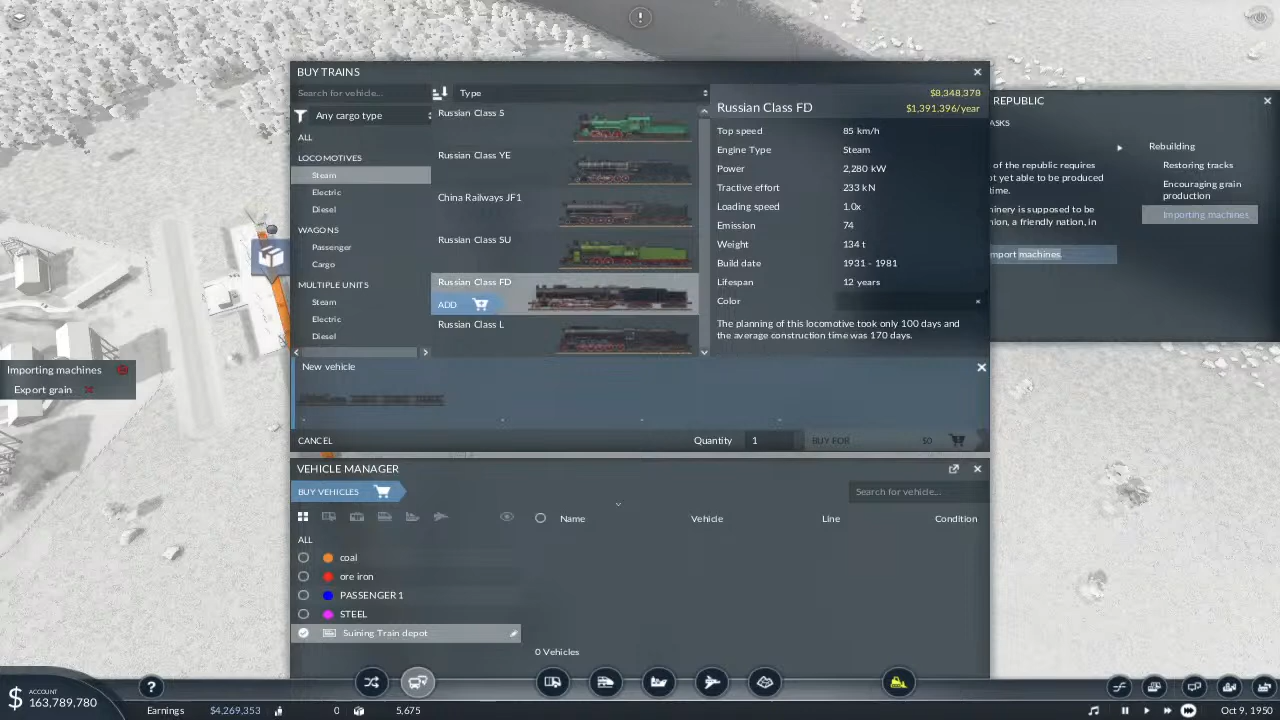 BUY TRAINS
Search for vehicle...
Type
Any cargo type
ALL
LOCOMOTIVES
Steam
Electric
Diesel
WAGONS
Passenger
Cargo
MULTIPLE UNITS
Steam
Electric
Diesel
Russian Class S
Russian Class YE
China Railways JF1
Russian Class SU
Russian Class FD
ADD
Russian Class L
$8,348,378
Russian Class FD
$1,391,396/year
Top speed 85 km/h
Engine Type Steam
Power 2,280 kW
Tractive effort 233 kN
Loading speed 1.0x
Emission 74
Weight 134 t
Build date 1931 - 1981
Lifespan 12 years
Color
The planning of this locomotive took only 100 days and
the average construction time was 170 days.
New vehicle
CANCEL
Quantity 1
BUY FOR $0
REPUBLIC
ASKS
of the republic requires
t yet able to be produced
time.
hinery is supposed to be
nion, a friendly nation, in
mport machines.
Rebuilding
Restoring tracks
Encouraging grain
production
Importing machines
Importing machines
Export grain
VEHICLE MANAGER
BUY VEHICLES
Search for vehicle...
Name Vehicle Line Condition
ALL
coal
ore iron
PASSENGER 1
STEEL
Suining Train depot
0 Vehicles
$ ACCOUNT
163,789,780
?
Earnings $4,269,353 0 5,675
Oct 9, 1950